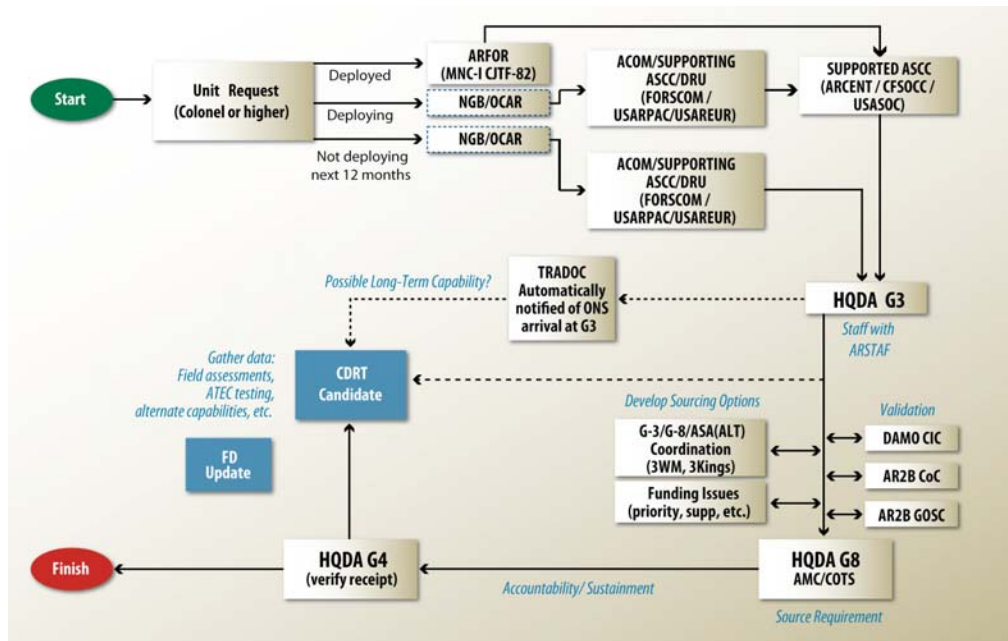 Start
Unit Request
(Colonel or higher)
Deployed
Deploying
Not deploying
next 12 months
ARFOR
(MNC-I CJTF-82)
NGB/OCAR
NGB/OCAR
ACOM/SUPPORTING
ASCC/DRU
(FORSCOM /
USARPAC/USAREUR)
SUPPORTED ASCC
(ARCENT / CFSOCC /
USASOC)
ACOM/SUPPORTING
ASCC/DRU
(FORSCOM /
USARPAC/USAREUR)
Possible Long-Term Capability?
TRADOC
Automatically
notified of ONS
arrival at G3
HQDA G3
Staff with
ARSTAF
Gather data:
Field assessments,
ATEC testing,
alternate capabilities, etc.
CDRT
Candidate
FD
Update
Develop Sourcing Options
G-3/G-8/ASA(ALT)
Coordination
(3WM, 3Kings)
Funding Issues
(priority, supp, etc.)
Validation
DAMO CIC
AR2B CoC
AR2B GOSC
Finish
HQDA G4
(verify receipt)
Accountability/ Sustainment
HQDA G8
AMC/COTS
Source Requirement